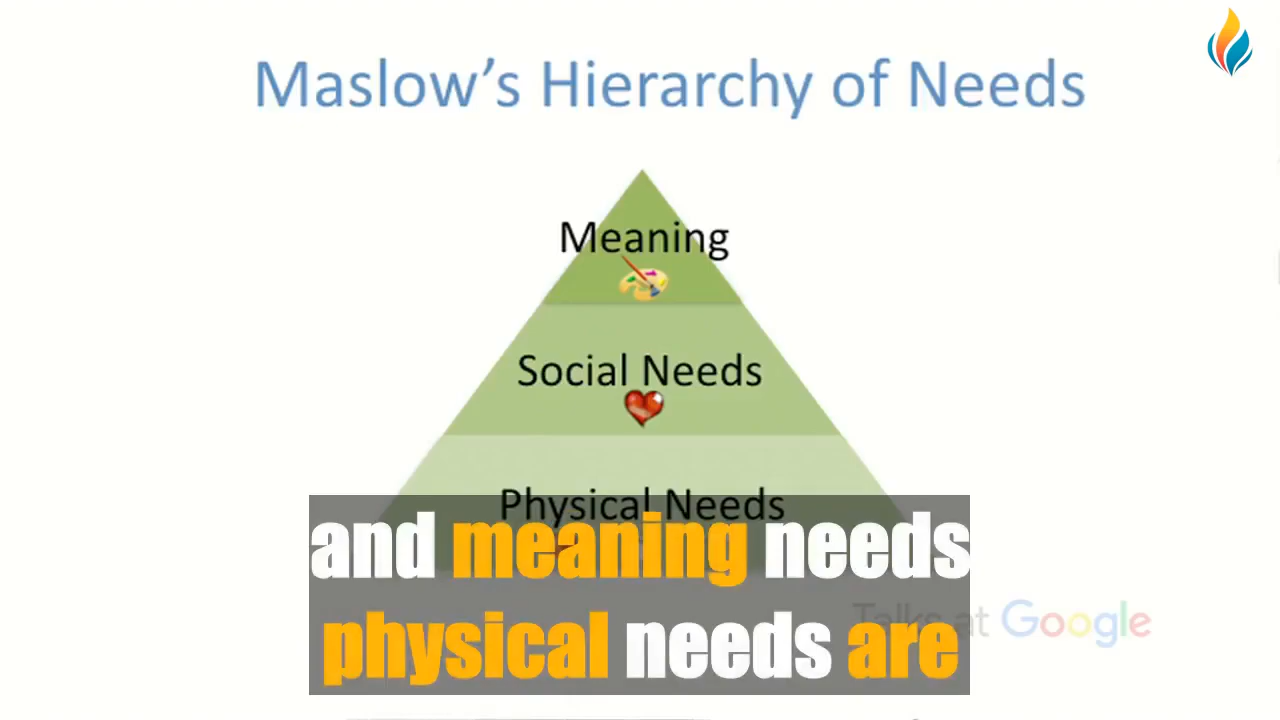 Maslow's Hierarchy of Needs
Meaning
Social Needs
Physical Needs
and meaning needs
physical needs are
Talks at Google